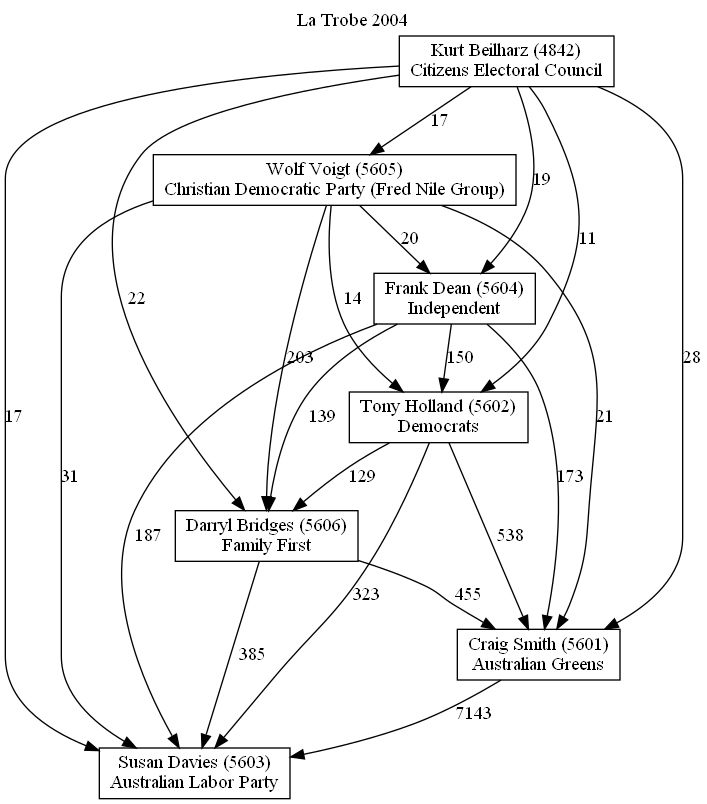 La Trobe 2004
Kurt Beilharz (4842)
Citizens Electoral Council
17
Wolf Voigt (5605)
Christian Democratic Party (Fred Nile Group)
19
20
11
Frank Dean (5604)
Independent
22
14
203
150
28
139
Tony Holland (5602)
Democrats
17
31
21
129
173
187
Darryl Bridges (5606)
Family First
538
323
455
385
Craig Smith (5601)
Australian Greens
7143
Susan Davies (5603)
Australian Labor Party